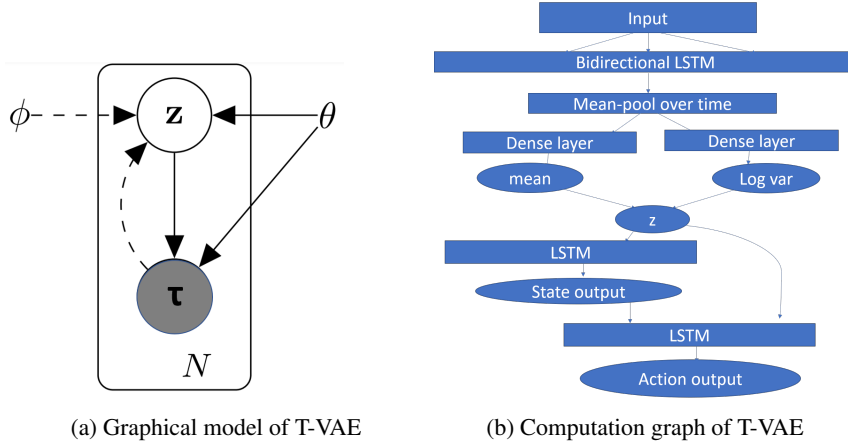 ϕ
z
θ
τ
N
(a) Graphical model of T-VAE
Input
Bidirectional LSTM
Mean-pool over time
Dense layer
Dense layer
mean
Log var
z
LSTM
State output
LSTM
Action output
(b) Computation graph of T-VAE